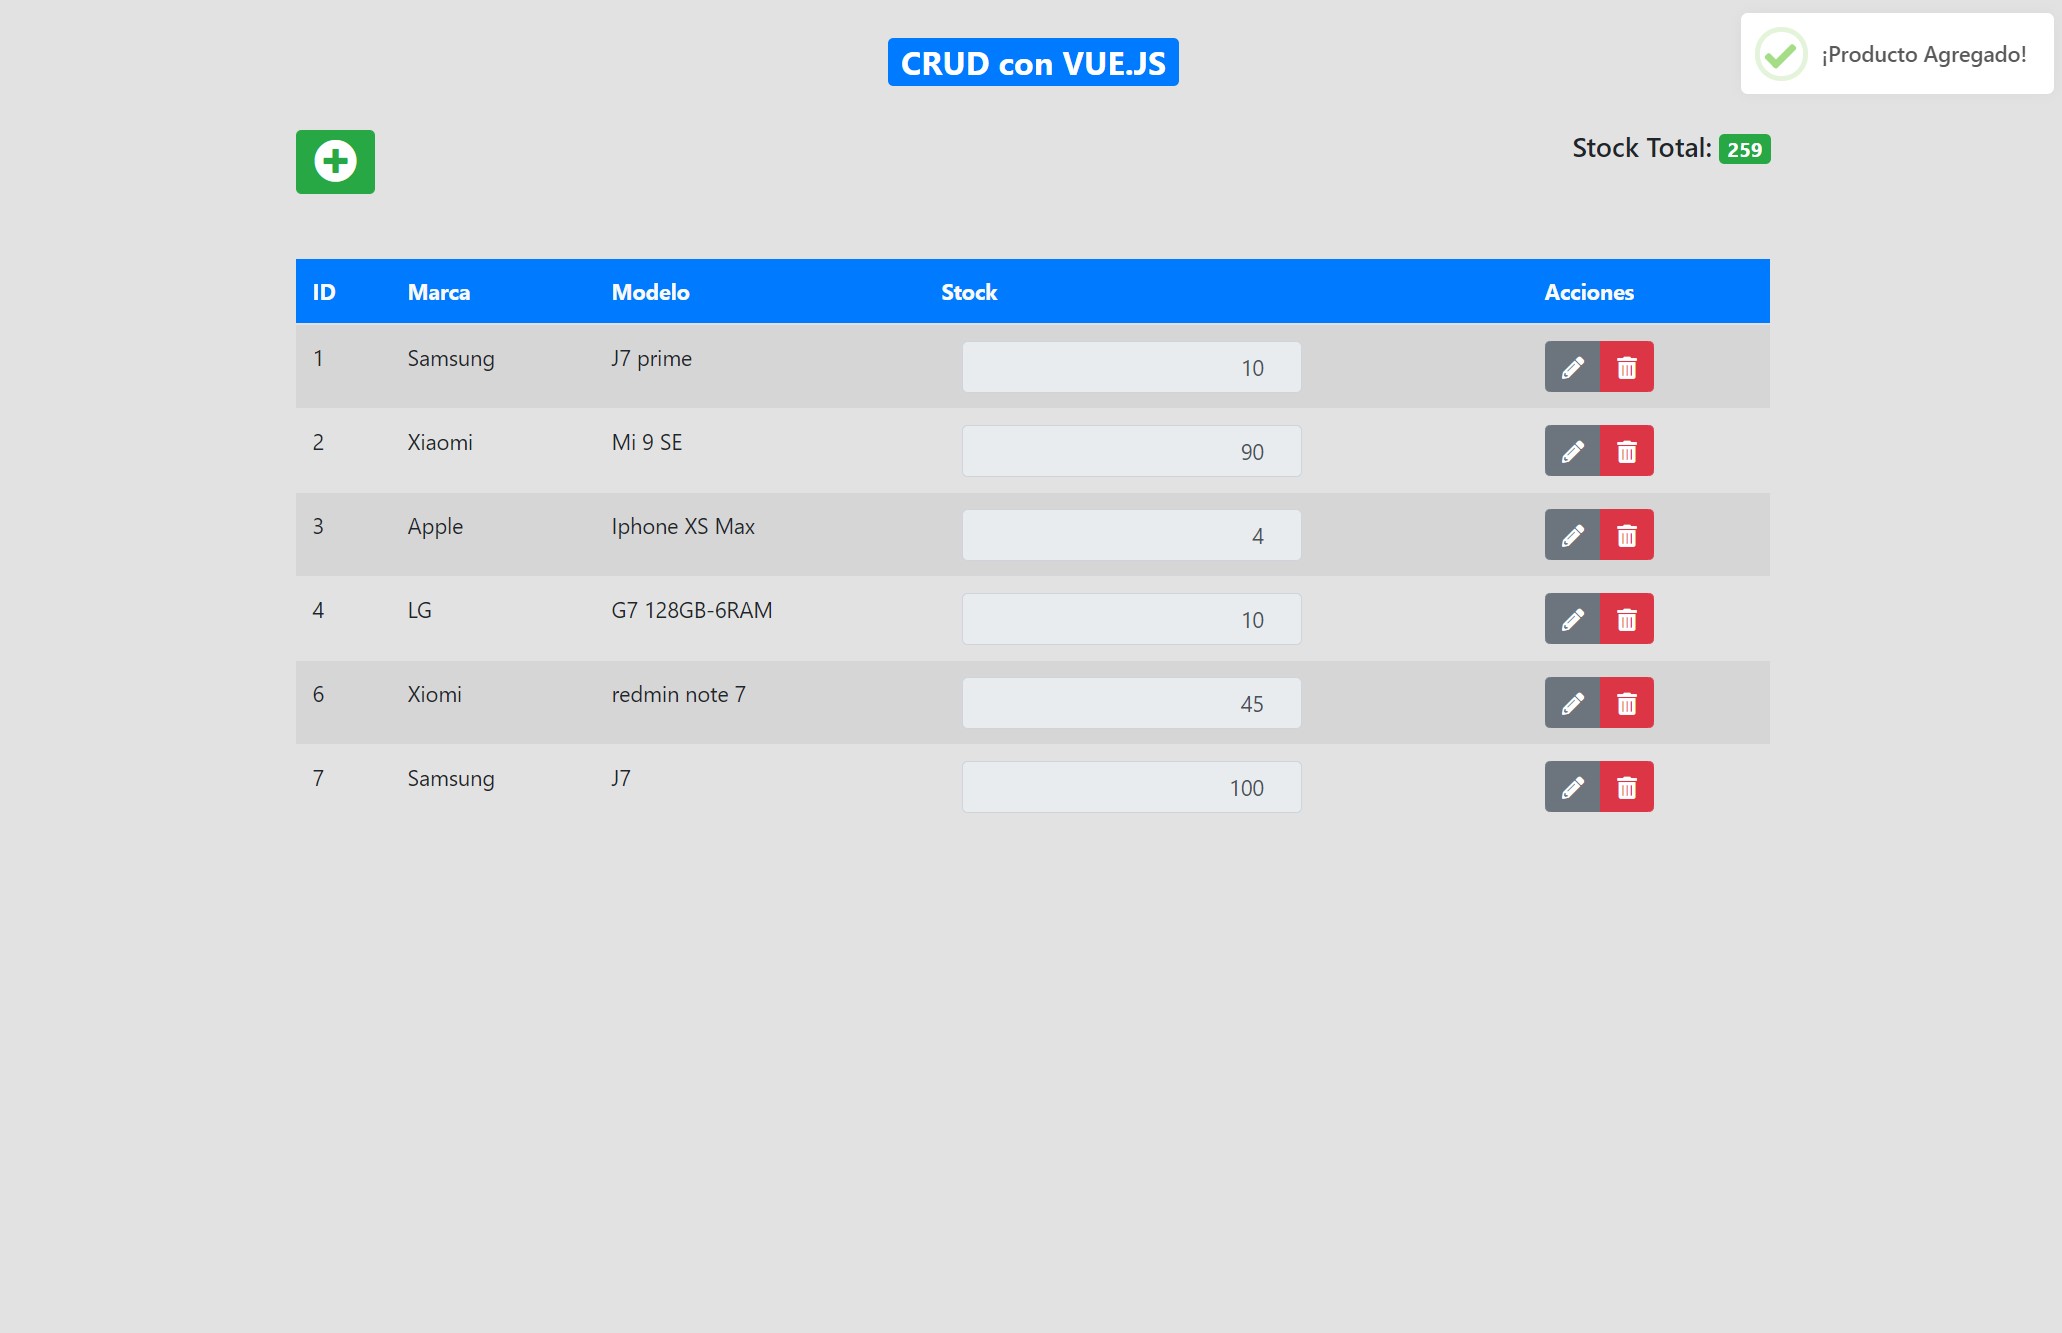 CRUD con VUE.JS
¡Producto Agregado!
Stock Total: 259
ID Marca Modelo Stock Acciones
1 Samsung J7 prime 10
2 Xiaomi Mi 9 SE 90
3 Apple Iphone XS Max 4
4 LG G7 128GB-6RAM 10
6 Xiomi redmin note 7 45
7 Samsung J7 100